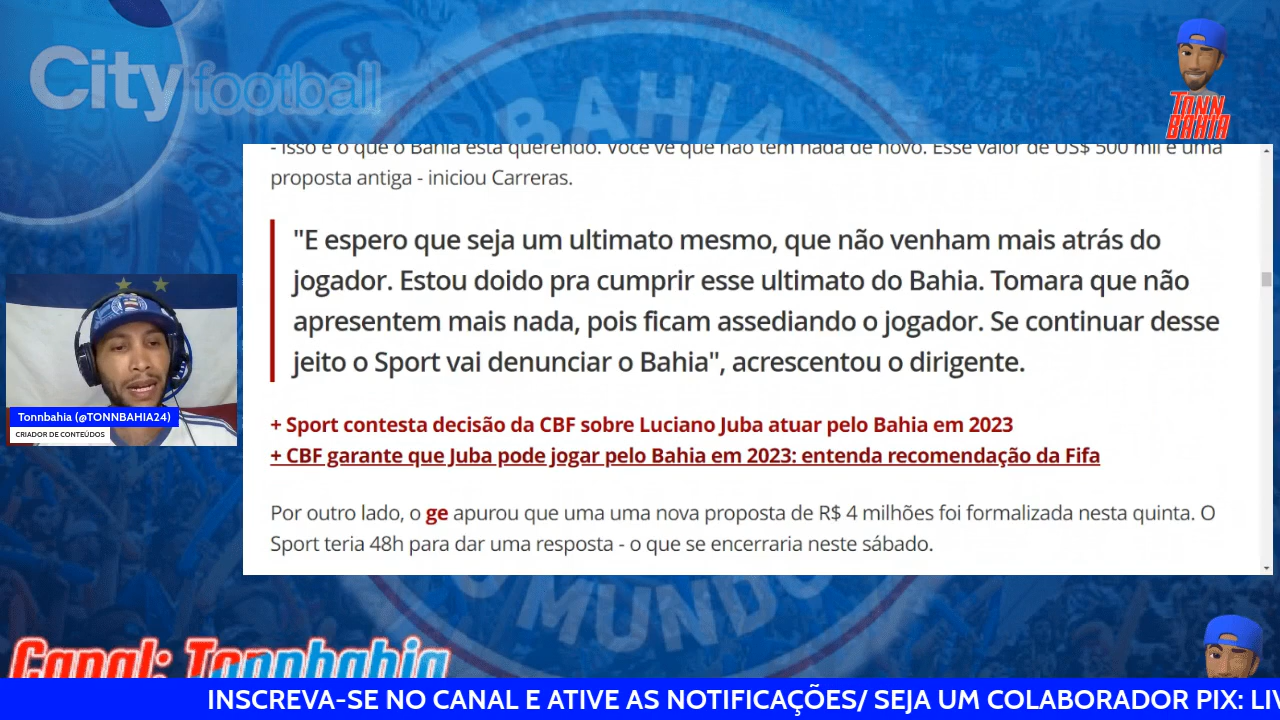 City football
BAHIA
TONN
BAHIA
- Isso é o que o Bahia está querendo. Você vê que não tem nada de novo. Esse valor de US$ 500 mil é uma
proposta antiga - iniciou Carreras.
"E espero que seja um ultimato mesmo, que não venham mais atrás do
jogador. Estou doido pra cumprir esse ultimato do Bahia. Tomara que não
apresentem mais nada, pois ficam assediando o jogador. Se continuar desse
jeito o Sport vai denunciar o Bahia", acrescentou o dirigente.
+ Sport contesta decisão da CBF sobre Luciano Juba atuar pelo Bahia em 2023
+ CBF garante que Juba pode jogar pelo Bahia em 2023: entenda recomendação da Fifa
Por outro lado, o ge apurou que uma uma nova proposta de R$ 4 milhões foi formalizada nesta quinta. O
Sport teria 48h para dar uma resposta - o que se encerraria neste sábado.
Tonnbahia (@TONNBAHIA24)
CRIADOR DE CONTEÚDOS
MUNDO
Canal: Tonnbahia
INSCREVA-SE NO CANAL E ATIVE AS NOTIFICAÇÕES/ SEJA UM COLABORADOR PIX: